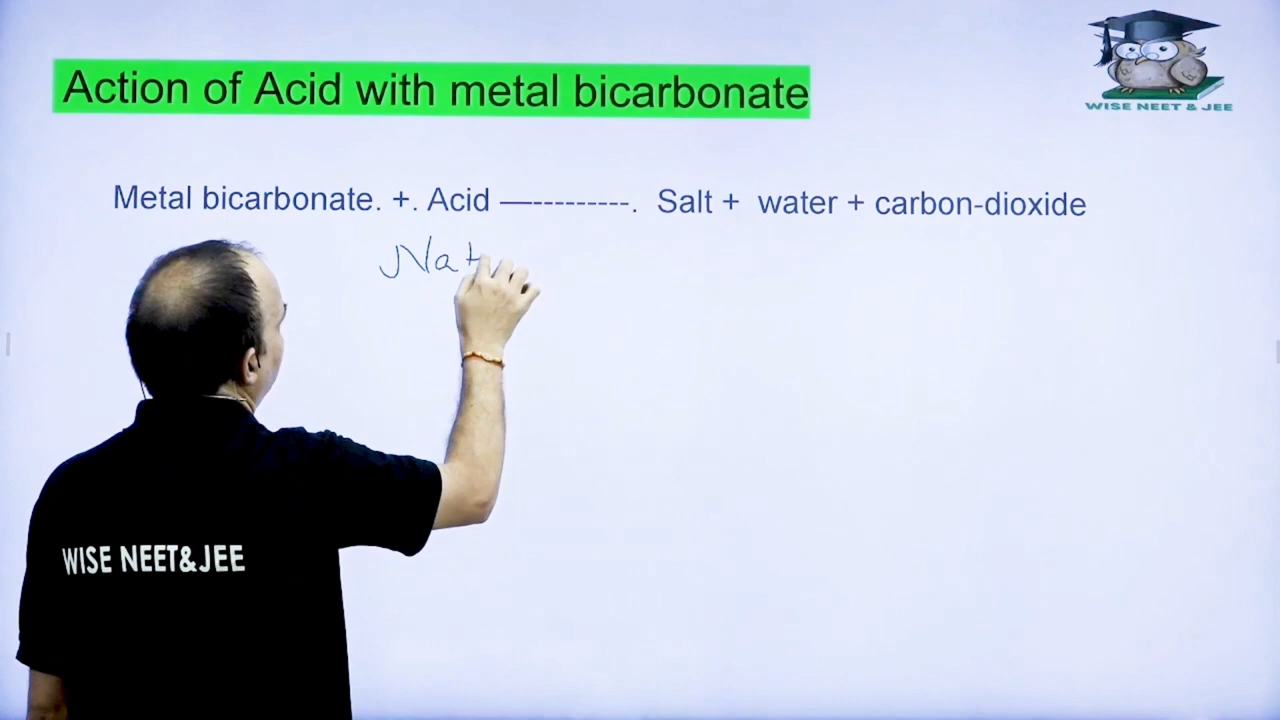 Action of Acid with metal bicarbonate
WISE NEET & JEE
Metal bicarbonate. +. Acid —----------. Salt + water + carbon-dioxide
Na
WISE NEET&JEE